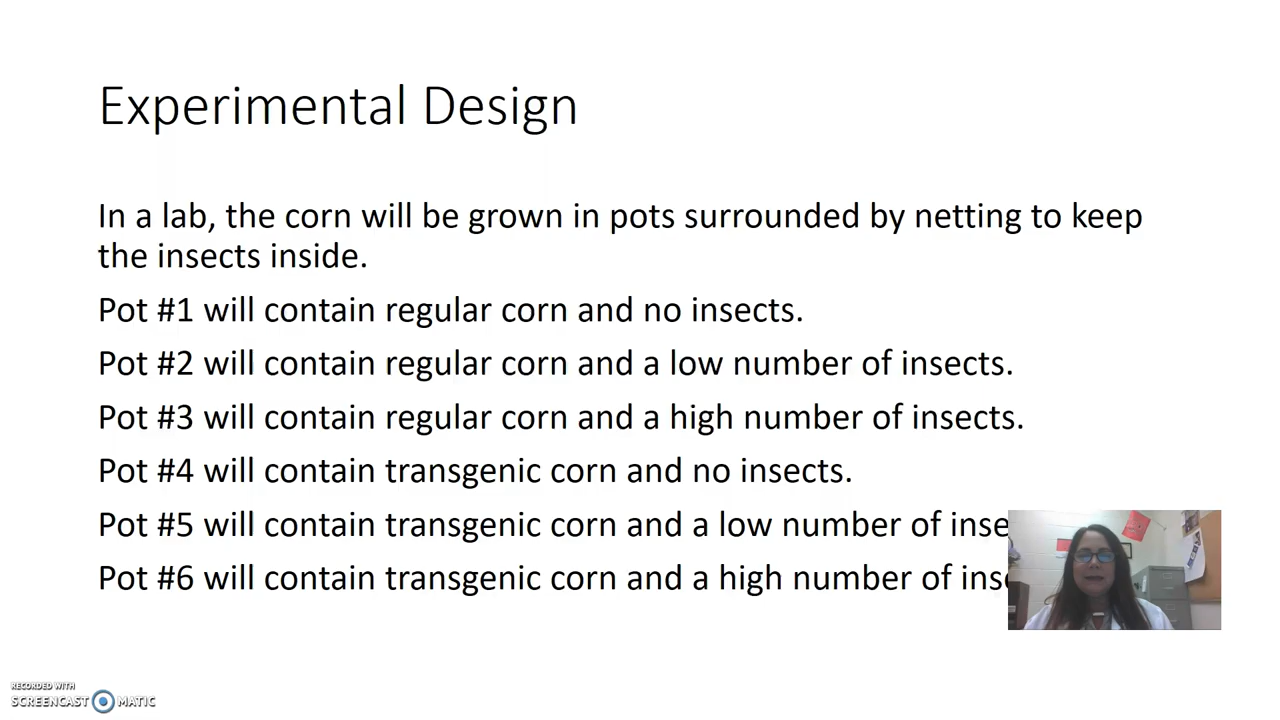 Experimental Design
In a lab, the corn will be grown in pots surrounded by netting to keep
the insects inside.
Pot #1 will contain regular corn and no insects.
Pot #2 will contain regular corn and a low number of insects.
Pot #3 will contain regular corn and a high number of insects.
Pot #4 will contain transgenic corn and no insects.
Pot #5 will contain transgenic corn and a low number of
Pot #6 will contain transgenic corn and a high number of
RECORDED WITH
SCREENCAST MATIC